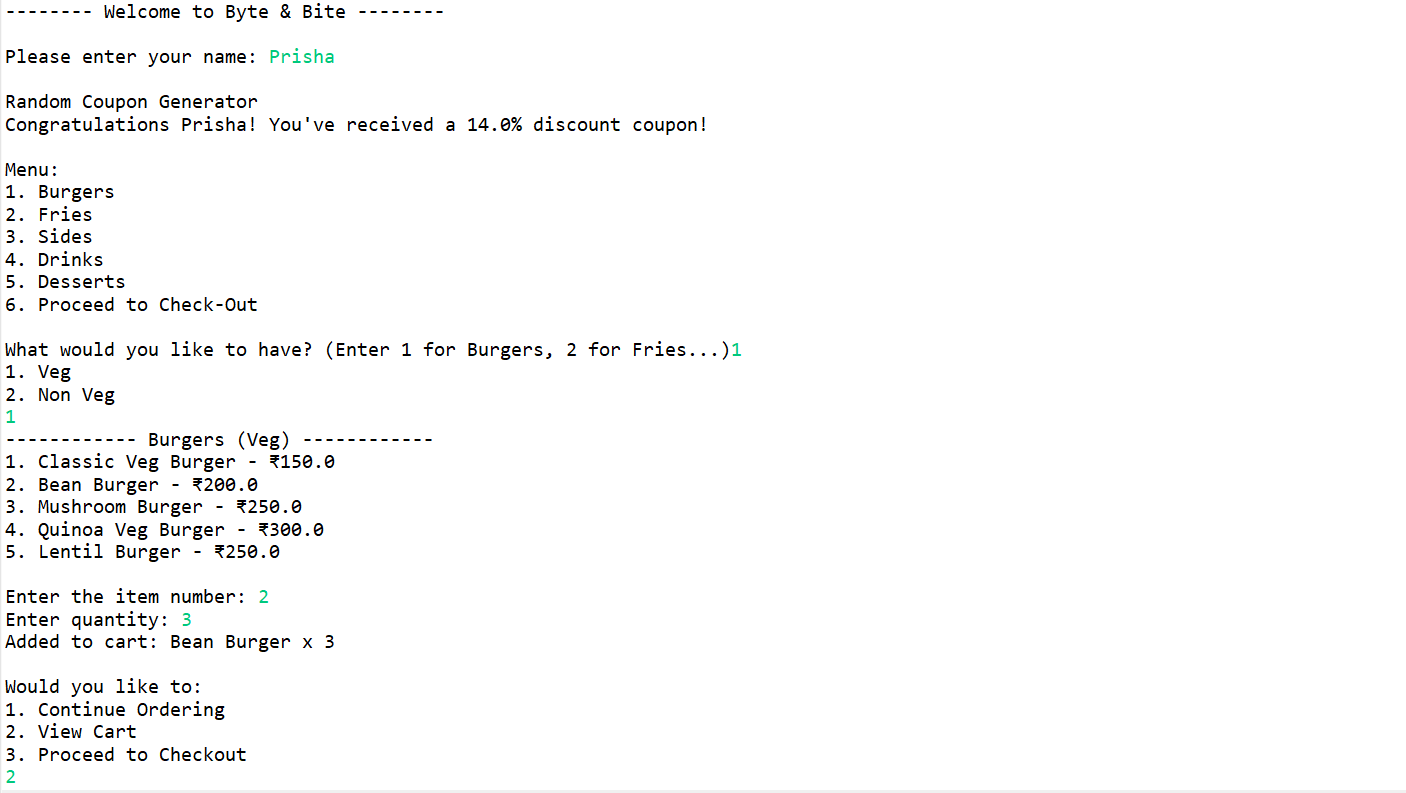 -------- Welcome to Byte & Bite --------
Please enter your name: Prisha
Random Coupon Generator
Congratulations Prisha! You've received a 14.0% discount coupon!
Menu:
1. Burgers
2. Fries
3. Sides
4. Drinks
5. Desserts
6. Proceed to Check-Out
What would you like to have? (Enter 1 for Burgers, 2 for Fries...)1
1. Veg
2. Non Veg
1
------------ Burgers (Veg) ------------
1. Classic Veg Burger - ₹150.0
2. Bean Burger - ₹200.0
3. Mushroom Burger - ₹250.0
4. Quinoa Veg Burger - ₹300.0
5. Lentil Burger - ₹250.0
Enter the item number: 2
Enter quantity: 3
Added to cart: Bean Burger x 3
Would you like to:
1. Continue Ordering
2. View Cart
3. Proceed to Checkout
2